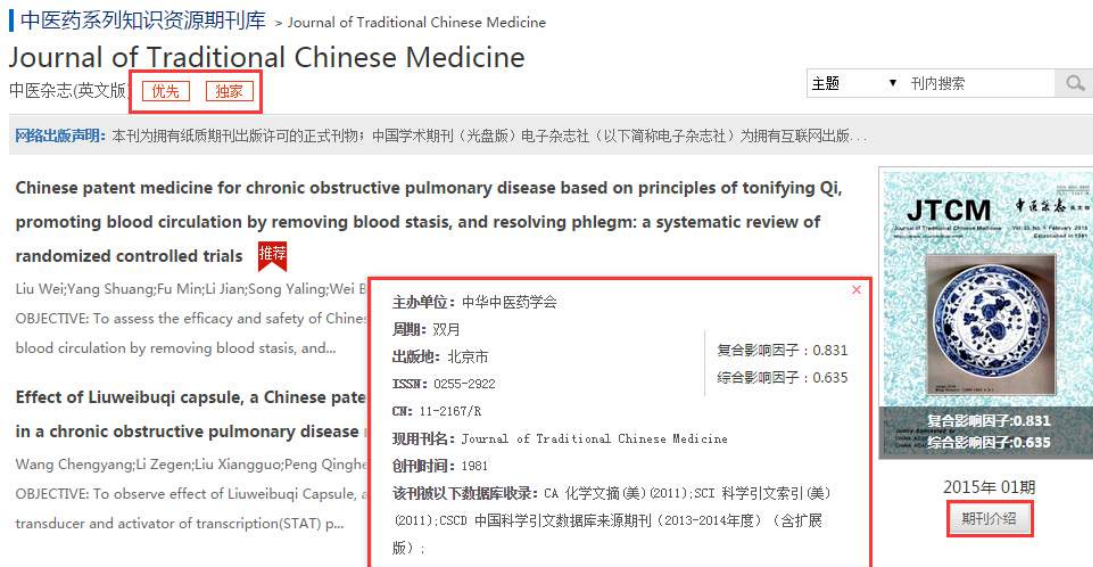 中医药系列知识资源期刊库 > Journal of Traditional Chinese Medicine
Journal of Traditional Chinese Medicine
中医杂志(英文版) 优先 独家
主题 ▼ 刊内搜索
网络出版声明：本刊为拥有纸质期刊出版许可的正式刊物；中国学术期刊（光盘版）电子杂志社（以下简称电子杂志社）为拥有互联网出版...
Chinese patent medicine for chronic obstructive pulmonary disease based on principles of tonifying Qi,
promoting blood circulation by removing blood stasis, and resolving phlegm: a systematic review of
randomized controlled trials 推荐
Liu Wei;Yang Shuang;Fu Min;Li Jian;Song Yaling;Wei B
OBJECTIVE: To assess the efficacy and safety of Chines
blood circulation by removing blood stasis, and...
Effect of Liuweibuqi capsule, a Chinese pate
in a chronic obstructive pulmonary disease
Wang Chengyang;Li Zegen;Liu Xiangguo;Peng Qinghe
OBJECTIVE: To observe effect of Liuweibuqi Capsule, a
transducer and activator of transcription(STAT) p...
×
主办单位：中华中医药学会
周期：双月
出版地：北京市
ISSN：0255-2922
CN：11-2167/R
现用刊名：Journal of Traditional Chinese Medicine
创刊时间：1981
该刊被以下数据库收录：CA 化学文摘(美)(2011);SCI 科学引文索引(美)
(2011);CSCD 中国科学引文数据库来源期刊（2013-2014年度）（含扩展
版）;
复合影响因子：0.831
综合影响因子：0.635
JTCM 中医杂志
Journal of Traditional Chinese Medicine
Established in 1981
复合影响因子:0.831
综合影响因子:0.635
2015年 01期
期刊介绍